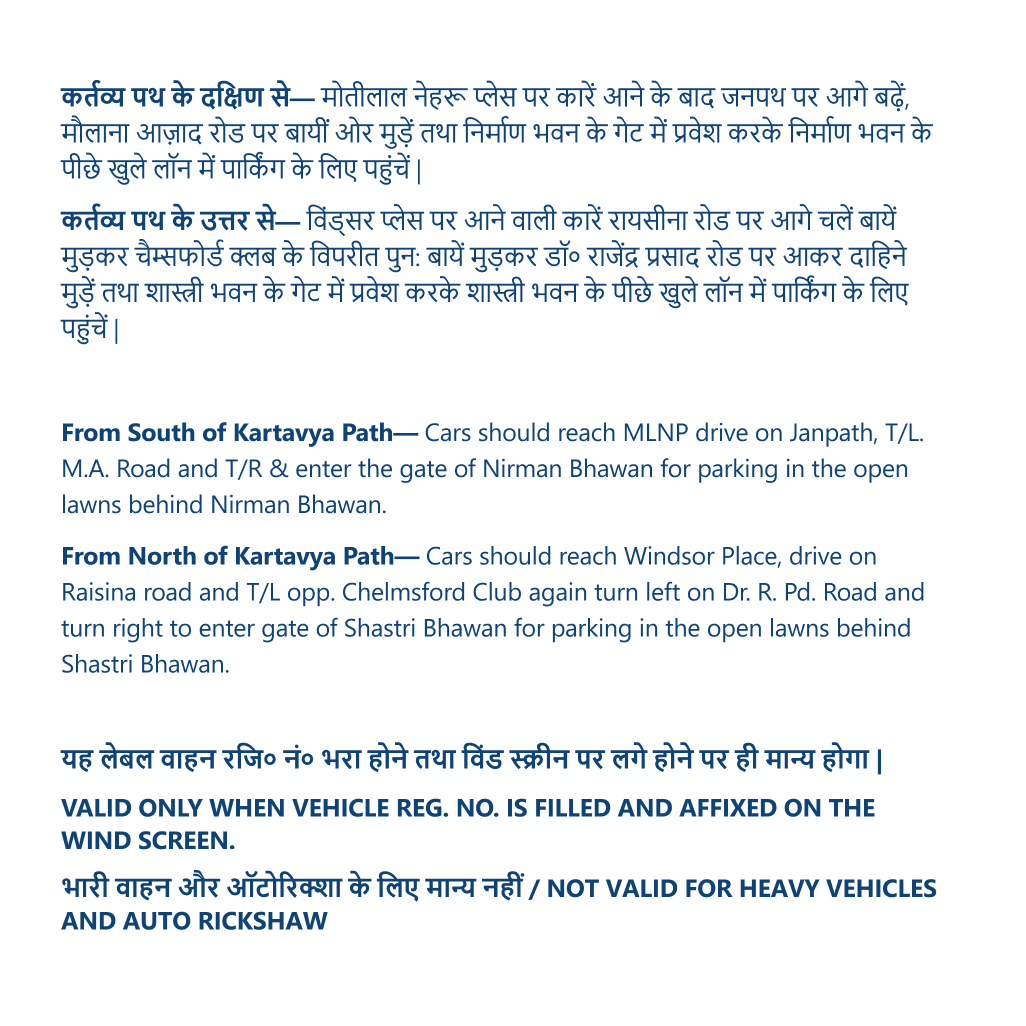 कर्तव्य पथ के दक्षिण से— मोतीलाल नेहरू प्लेस पर कारें आने के बाद जनपथ पर आगे बढ़ें,
मौलाना आज़ाद रोड पर बायीं ओर मुड़ें तथा निर्माण भवन के गेट में प्रवेश करके निर्माण भवन के
पीछे खुले लॉन में पार्किंग के लिए पहुंचें |
कर्तव्य पथ के उत्तर से— विंड्सर प्लेस पर आने वाली कारें रायसीना रोड पर आगे चलें बायें
मुड़कर चैम्सफोर्ड क्लब के विपरीत पुन: बायें मुड़कर डॉ० राजेंद्र प्रसाद रोड पर आकर दाहिने
मुड़ें तथा शास्त्री भवन के गेट में प्रवेश करके शास्त्री भवन के पीछे खुले लॉन में पार्किंग के लिए
पहुंचें |
From South of Kartavya Path— Cars should reach MLNP drive on Janpath, T/L.
M.A. Road and T/R & enter the gate of Nirman Bhawan for parking in the open
lawns behind Nirman Bhawan.
From North of Kartavya Path— Cars should reach Windsor Place, drive on
Raisina road and T/L opp. Chelmsford Club again turn left on Dr. R. Pd. Road and
turn right to enter gate of Shastri Bhawan for parking in the open lawns behind
Shastri Bhawan.
यह लेबल वाहन रजि० नं० भरा होने तथा विंड स्क्रीन पर लगे होने पर ही मान्य होगा |
VALID ONLY WHEN VEHICLE REG. NO. IS FILLED AND AFFIXED ON THE
WIND SCREEN.
भारी वाहन और ऑटोरिक्शा के लिए मान्य नहीं / NOT VALID FOR HEAVY VEHICLES
AND AUTO RICKSHAW